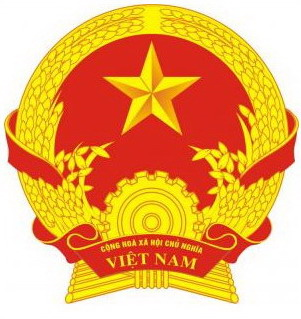 CỘNG HOÀ XÃ HỘI CHỦ NGHĨA
VIỆT NAM